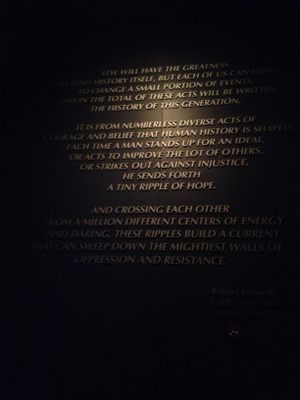 FEW WILL HAVE THE GREATNESS
BEND HISTORY ITSELF, BUT EACH OF US CAN WORK
TO CHANGE A SMALL PORTION OF EVENTS,
AND IN THE TOTAL OF THESE ACTS WILL BE WRITTEN
THE HISTORY OF THIS GENERATION.
IT IS FROM NUMBERLESS DIVERSE ACTS OF
COURAGE AND BELIEF THAT HUMAN HISTORY IS SHAPED
EACH TIME A MAN STANDS UP FOR AN IDEAL,
OR ACTS TO IMPROVE THE LOT OF OTHERS,
OR STRIKES OUT AGAINST INJUSTICE,
HE SENDS FORTH
A TINY RIPPLE OF HOPE,
AND CROSSING EACH OTHER
FROM A MILLION DIFFERENT CENTERS OF ENERGY
AND DARING, THESE RIPPLES BUILD A CURRENT
THAT CAN SWEEP DOWN THE MIGHTIEST WALLS OF
OPPRESSION AND RESISTANCE.
Robert Kennedy